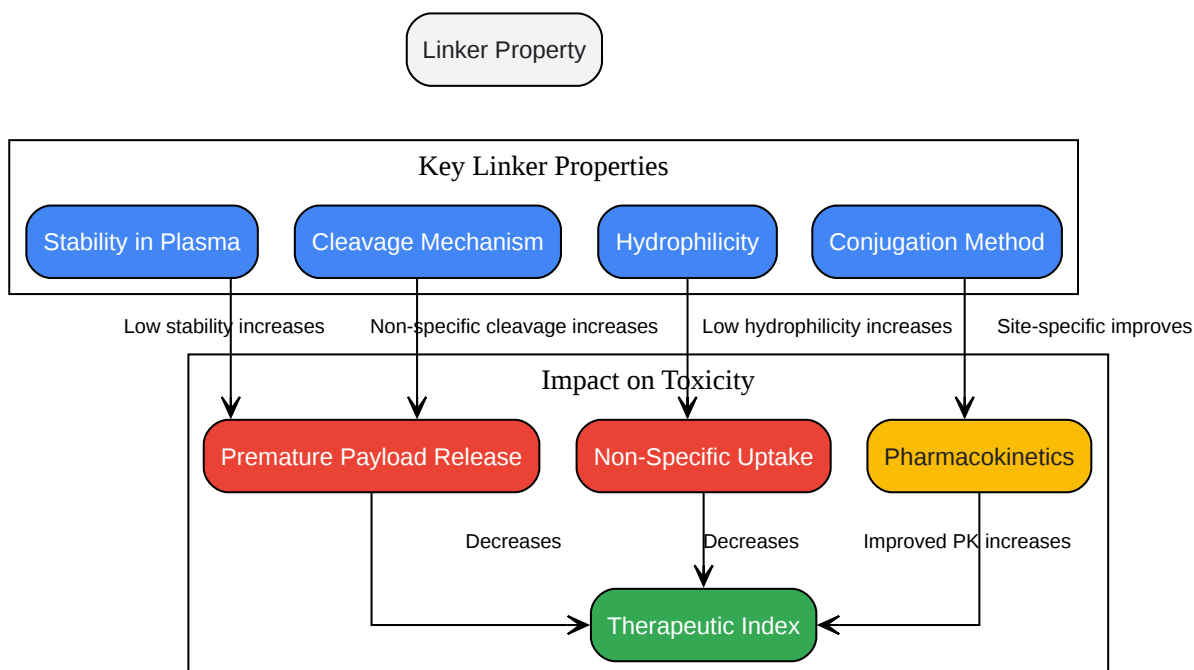 Linker Property
Key Linker Properties
Stability in Plasma
Cleavage Mechanism
Hydrophilicity
Conjugation Method
Low stability increases
Non-specific cleavage increases
Low hydrophilicity increases
Site-specific improves
Impact on Toxicity
Premature Payload Release
Non-Specific Uptake
Pharmacokinetics
Decreases
Decreases
Improved PK increases
Therapeutic Index